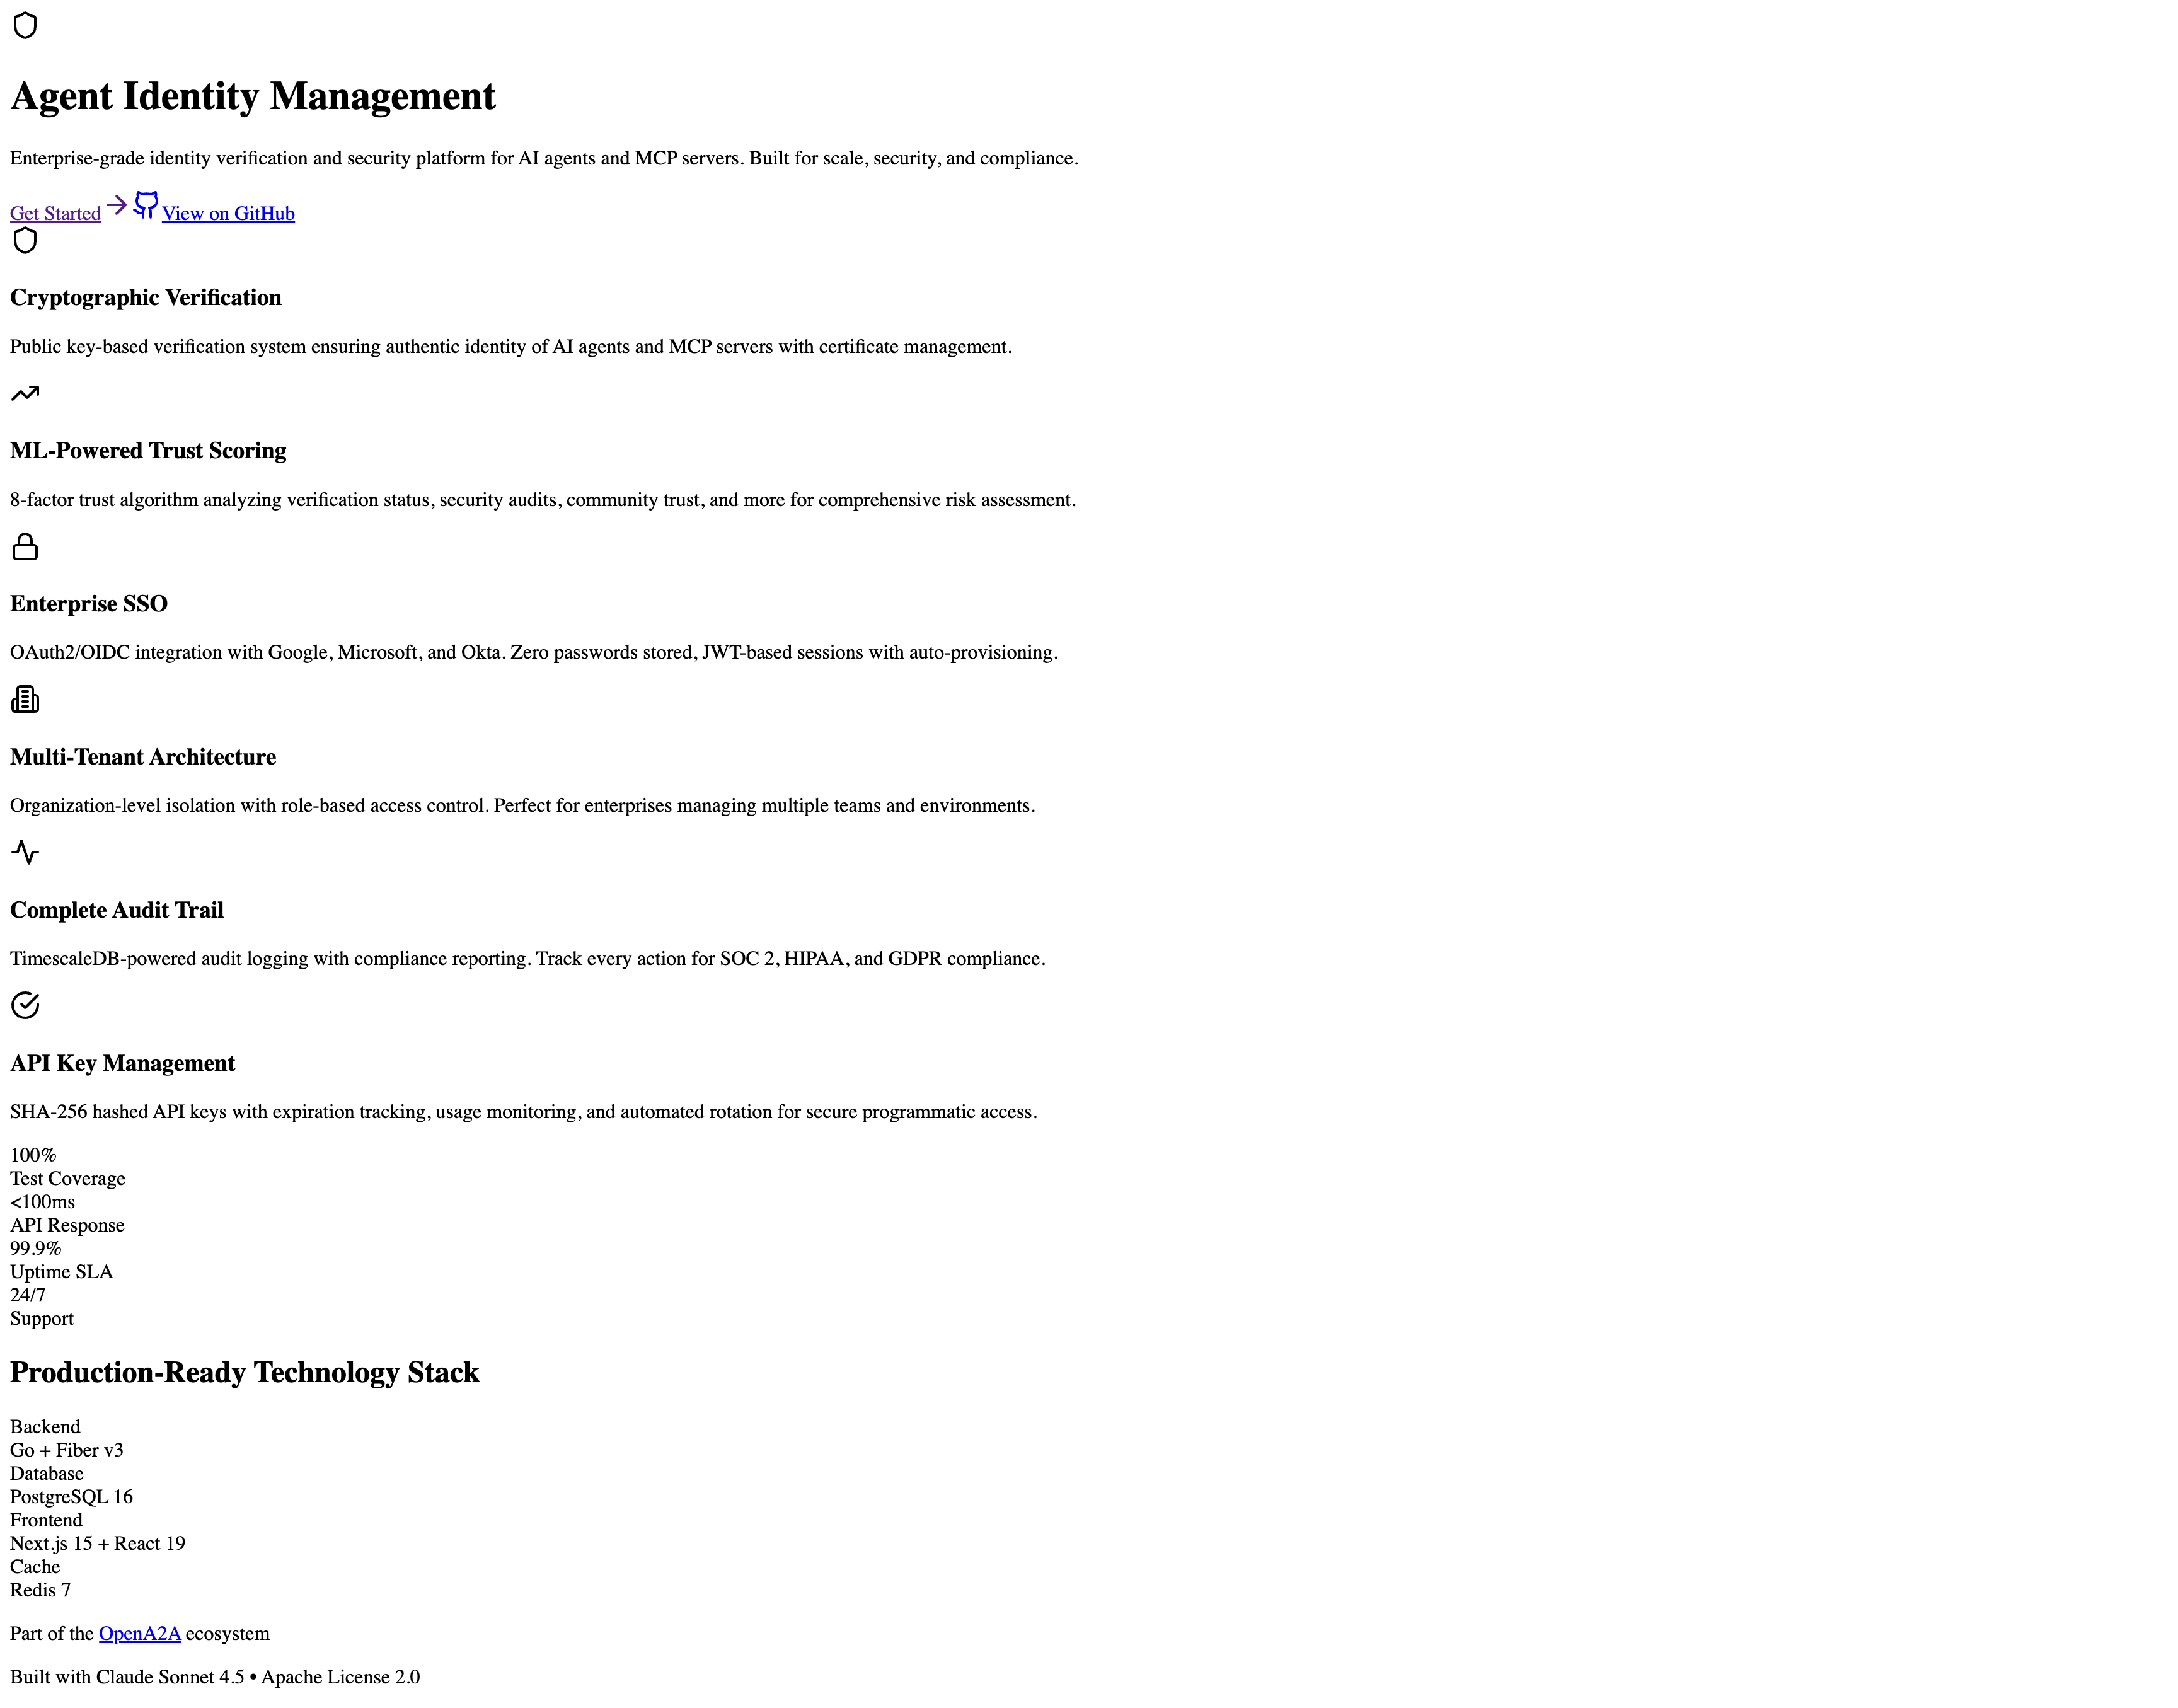 Agent Identity Management
Enterprise-grade identity verification and security platform for AI agents and MCP servers. Built for scale, security, and compliance.
Get Started View on GitHub
Cryptographic Verification
Public key-based verification system ensuring authentic identity of AI agents and MCP servers with certificate management.
ML-Powered Trust Scoring
8-factor trust algorithm analyzing verification status, security audits, community trust, and more for comprehensive risk assessment.
Enterprise SSO
OAuth2/OIDC integration with Google, Microsoft, and Okta. Zero passwords stored, JWT-based sessions with auto-provisioning.
Multi-Tenant Architecture
Organization-level isolation with role-based access control. Perfect for enterprises managing multiple teams and environments.
Complete Audit Trail
TimescaleDB-powered audit logging with compliance reporting. Track every action for SOC 2, HIPAA, and GDPR compliance.
API Key Management
SHA-256 hashed API keys with expiration tracking, usage monitoring, and automated rotation for secure programmatic access.
100%
Test Coverage
<100ms
API Response
99.9%
Uptime SLA
24/7
Support
Production-Ready Technology Stack
Backend
Go + Fiber v3
Database
PostgreSQL 16
Frontend
Next.js 15 + React 19
Cache
Redis 7
Part of the OpenA2A ecosystem
Built with Claude Sonnet 4.5 • Apache License 2.0